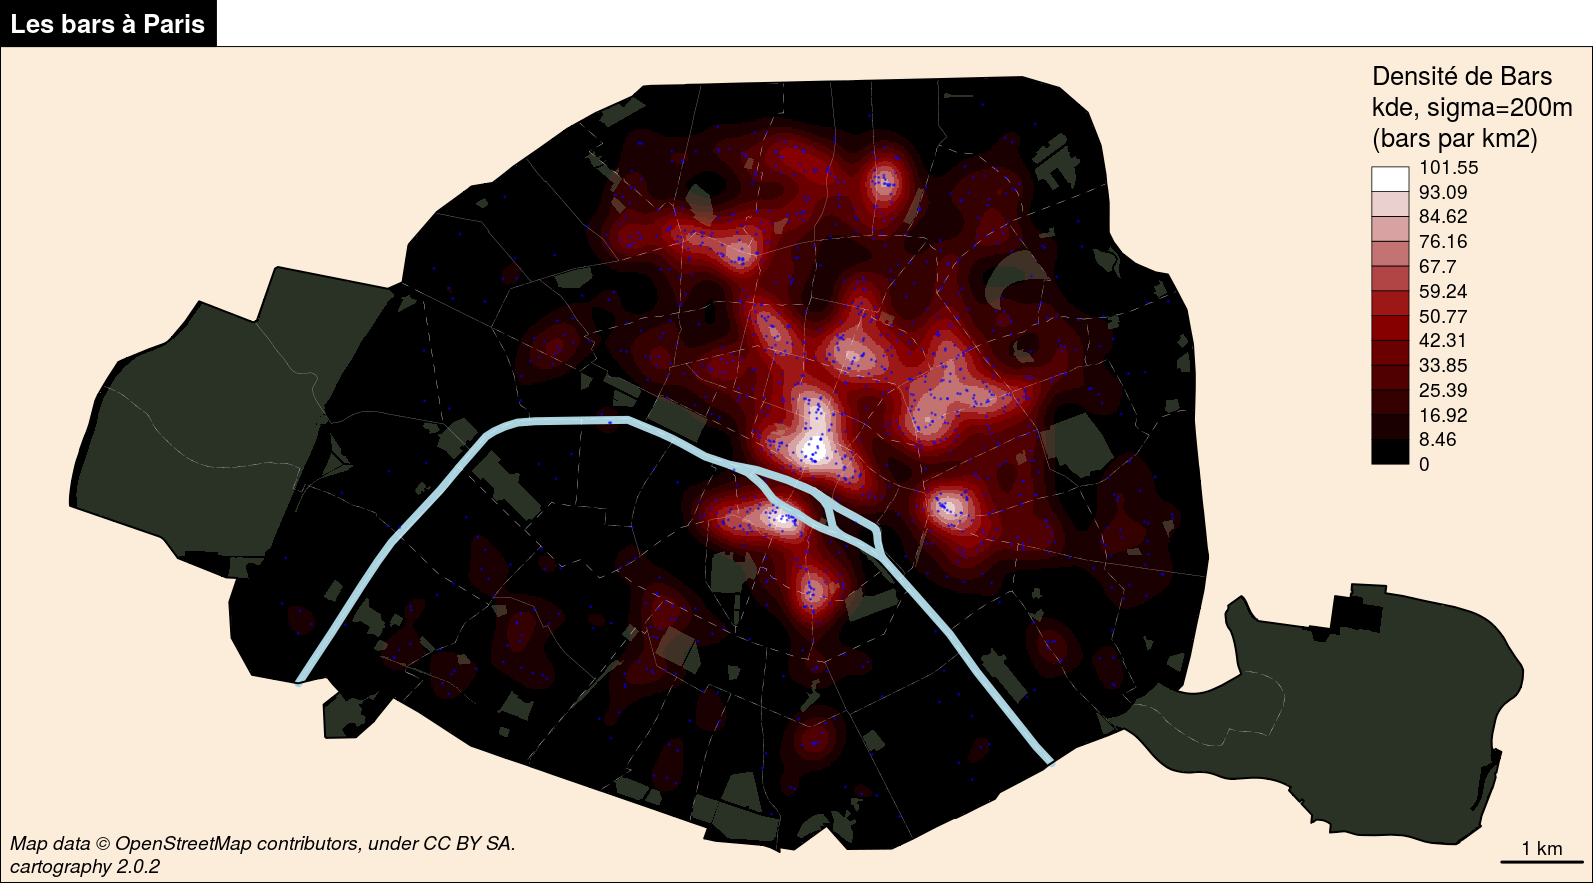 Les bars à Paris
Densité de Bars
kde, sigma=200m
(bars par km2)
101.55
93.09
84.62
76.16
67.7
59.24
50.77
42.31
33.85
25.39
16.92
8.46
0
Map data © OpenStreetMap contributors, under CC BY SA.
cartography 2.0.2
1 km